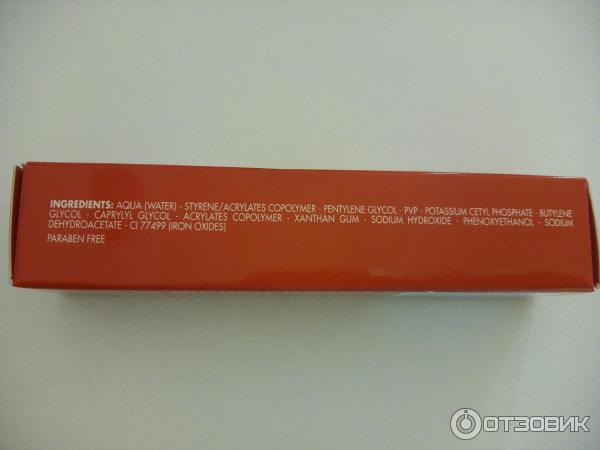 INGREDIENTS: AQUA (WATER) - STYRENE/ACRYLATES COPOLYMER - PENTYLENE GLYCOL - PVP - POTASSIUM CETYL PHOSPHATE - BUTYLENE
GLYCOL - CAPRYLYL GLYCOL - ACRYLATES COPOLYMER - XANTHAN GUM - SODIUM HYDROXIDE - PHENOXYETHANOL - SODIUM
DEHYDROACETATE - CI 77499 (IRON OXIDES)
PARABEN FREE
ОТЗОВИК